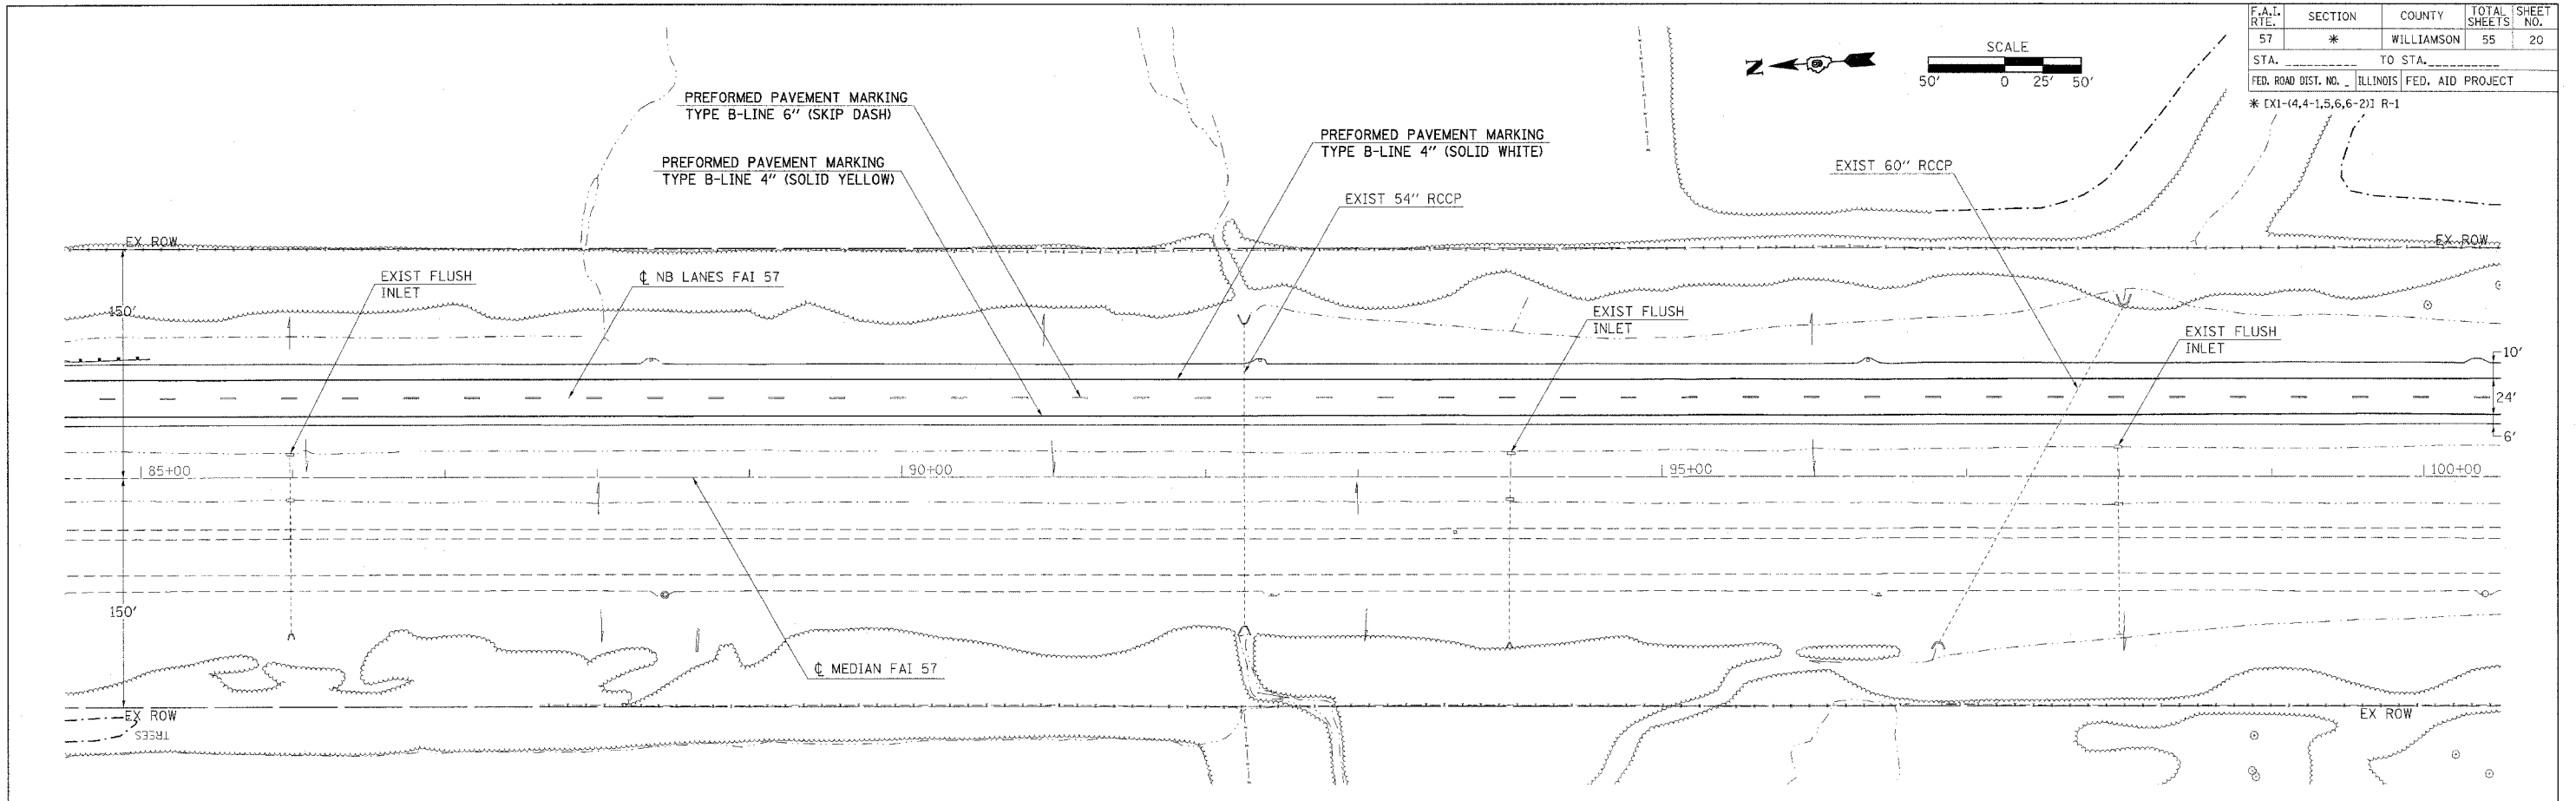 F.A.I. RTE. SECTION COUNTY TOTAL SHEETS SHEET NO.
57 * WILLIAMSON 55 20
STA. __________ TO STA. __________
FED. ROAD DIST. NO. _ ILLINOIS FED. AID PROJECT
* [X1-(4,4-1,5,6,6-2)] R-1
N
SCALE
50' 0 25' 50'
PREFORMED PAVEMENT MARKING
TYPE B-LINE 6" (SKIP DASH)
PREFORMED PAVEMENT MARKING
TYPE B-LINE 4" (SOLID YELLOW)
PREFORMED PAVEMENT MARKING
TYPE B-LINE 4" (SOLID WHITE)
EXIST 54" RCCP
EXIST 60" RCCP
EX ROW
EX ROW
EXIST FLUSH
INLET
℄ NB LANES FAI 57
150'
EXIST FLUSH
INLET
EXIST FLUSH
INLET
10'
24'
6'
85+00
90+00
95+00
100+00
150'
℄ MEDIAN FAI 57
EX ROW
EX ROW
TREES